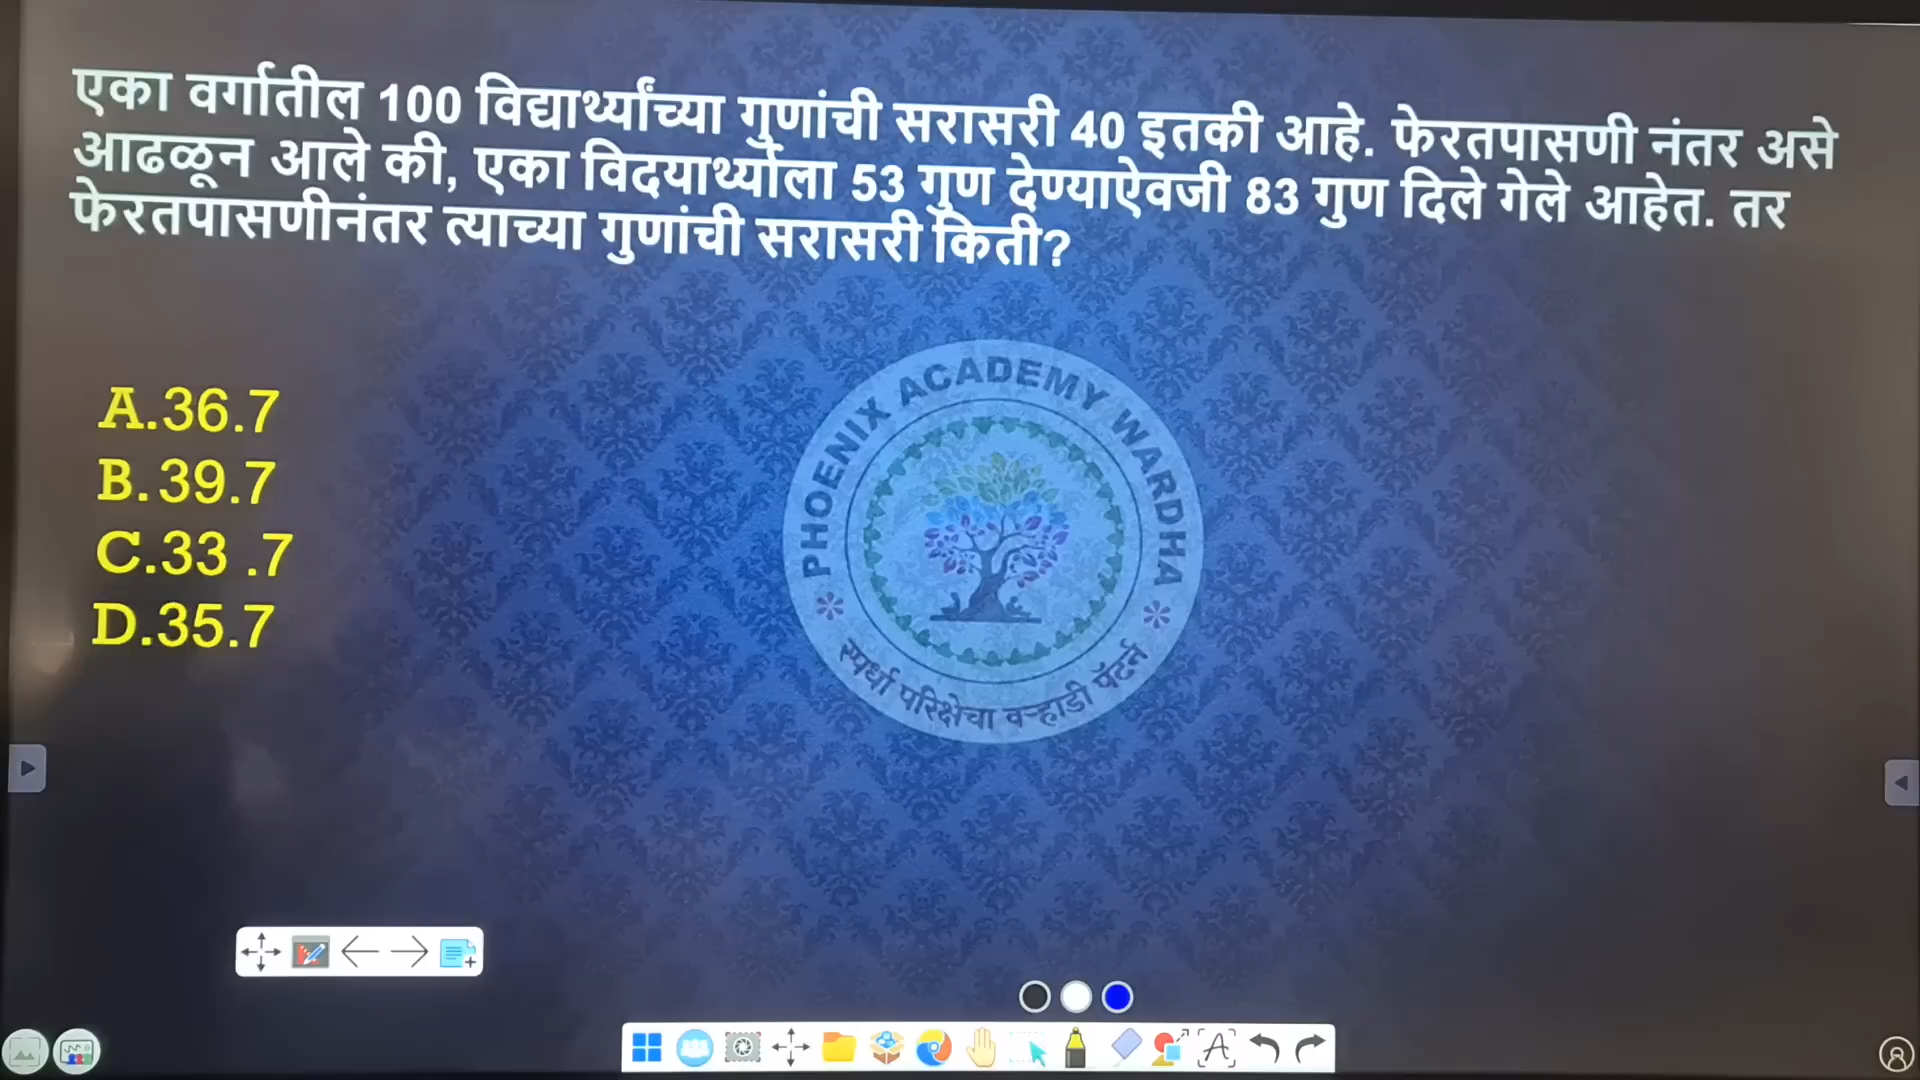 एका वर्गातील 100 विद्यार्थ्यांच्या गुणांची सरासरी 40 इतकी आहे. फेरतपासणी नंतर असे
आढळून आले की, एका विदयार्थ्याला 53 गुण देण्याऐवजी 83 गुण दिले गेले आहेत. तर
फेरतपासणीनंतर त्याच्या गुणांची सरासरी किती?
A.36.7
B.39.7
C.33 .7
D.35.7
PHOENIX ACADEMY WARDHA
स्पर्धा परिक्षेचा वऱ्हाडी पॅटर्न